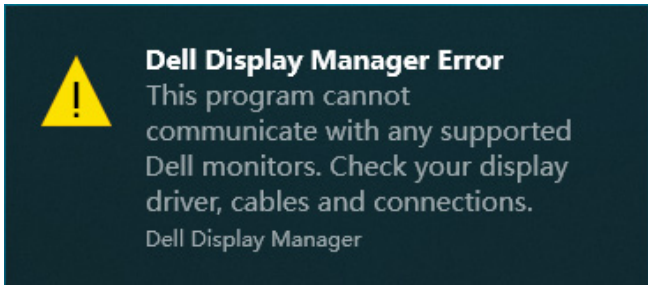 Dell Display Manager Error
This program cannot
communicate with any supported
Dell monitors. Check your display
driver, cables and connections.
Dell Display Manager